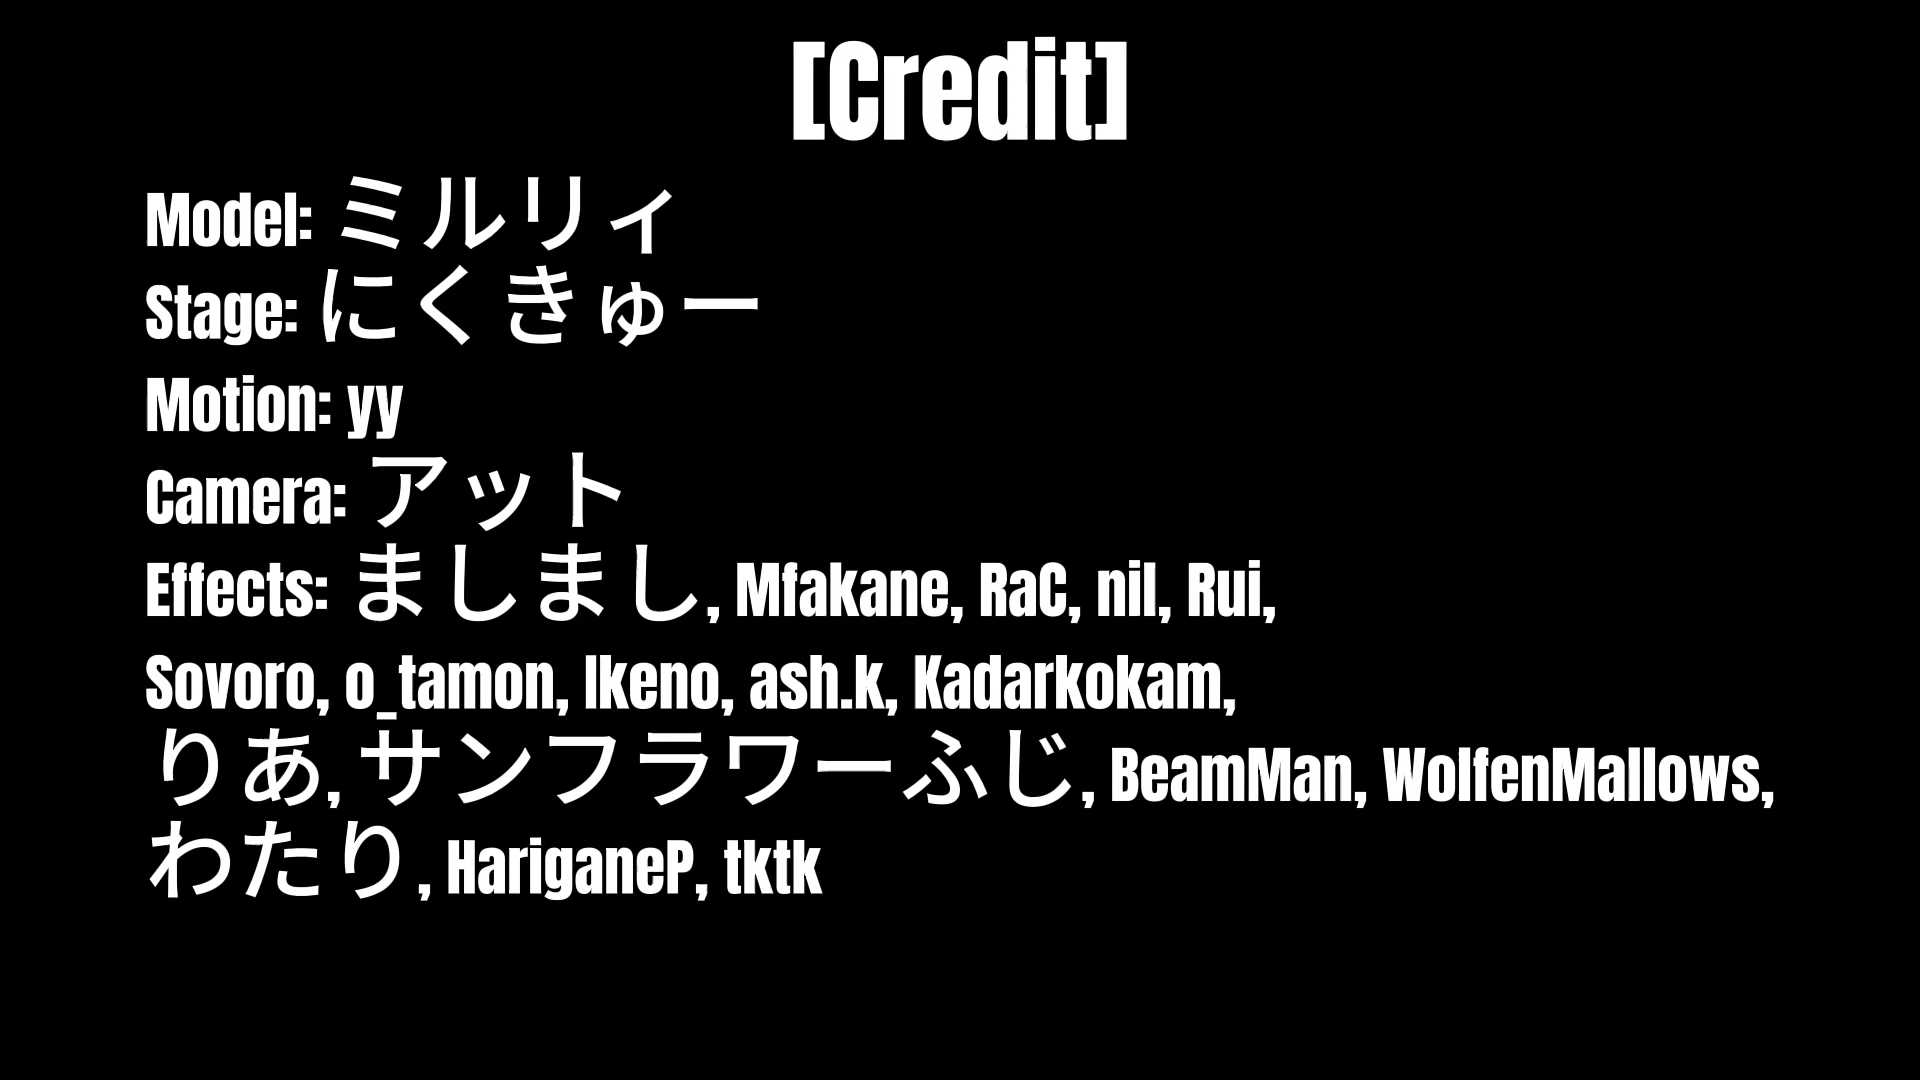 [Credit]
Model: ミルリィ
Stage: にくきゅー
Motion: yy
Camera: アット
Effects: ましまし, Mfakane, RaC, nil, Rui,
Sovoro, o_tamon, Ikeno, ash.k, Kadarkokam,
りあ, サンフラワーふじ, BeamMan, WolfenMallows,
わたり, HariganeP, tktk